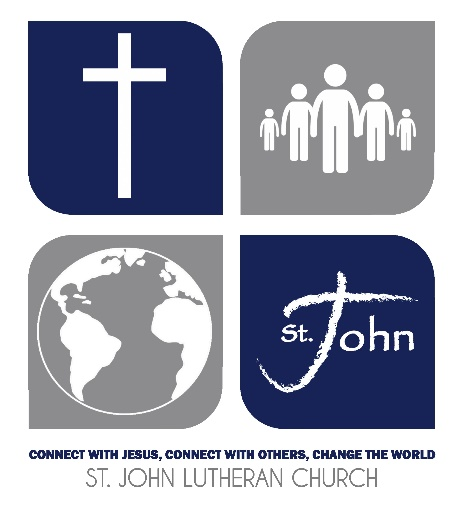 St. John
CONNECT WITH JESUS, CONNECT WITH OTHERS, CHANGE THE WORLD
ST. JOHN LUTHERAN CHURCH